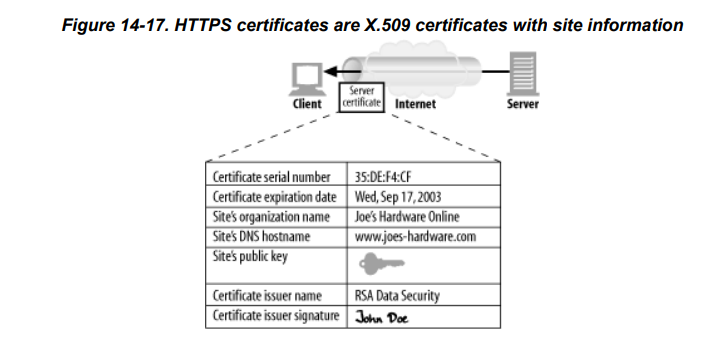 Figure 14-17. HTTPS certificates are X.509 certificates with site information
Server
certificate
Client
Internet
Server
Certificate serial number 35:DE:F4:CF
Certificate expiration date Wed, Sep 17, 2003
Site's organization name Joe's Hardware Online
Site's DNS hostname www.joes-hardware.com
Site's public key
Certificate issuer name RSA Data Security
Certificate issuer signature John Doe